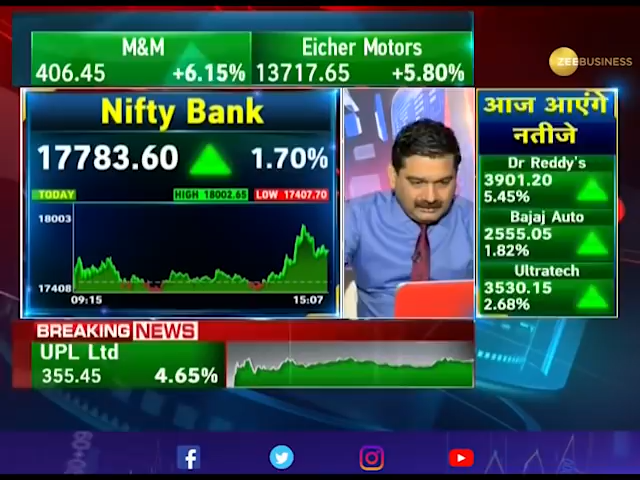 M&M
406.45 +6.15%
Eicher Motors
13717.65 +5.80%
ZEEBUSINESS
Nifty Bank
17783.60 1.70%
TODAY HIGH 18002.65 LOW 17407.70
18003
17408
09:15 15:07
आज आएंगे
नतीजे
Dr Reddy's
3901.20
5.45%
Bajaj Auto
2555.05
1.82%
Ultratech
3530.15
2.68%
BREAKING NEWS
UPL Ltd
355.45 4.65%